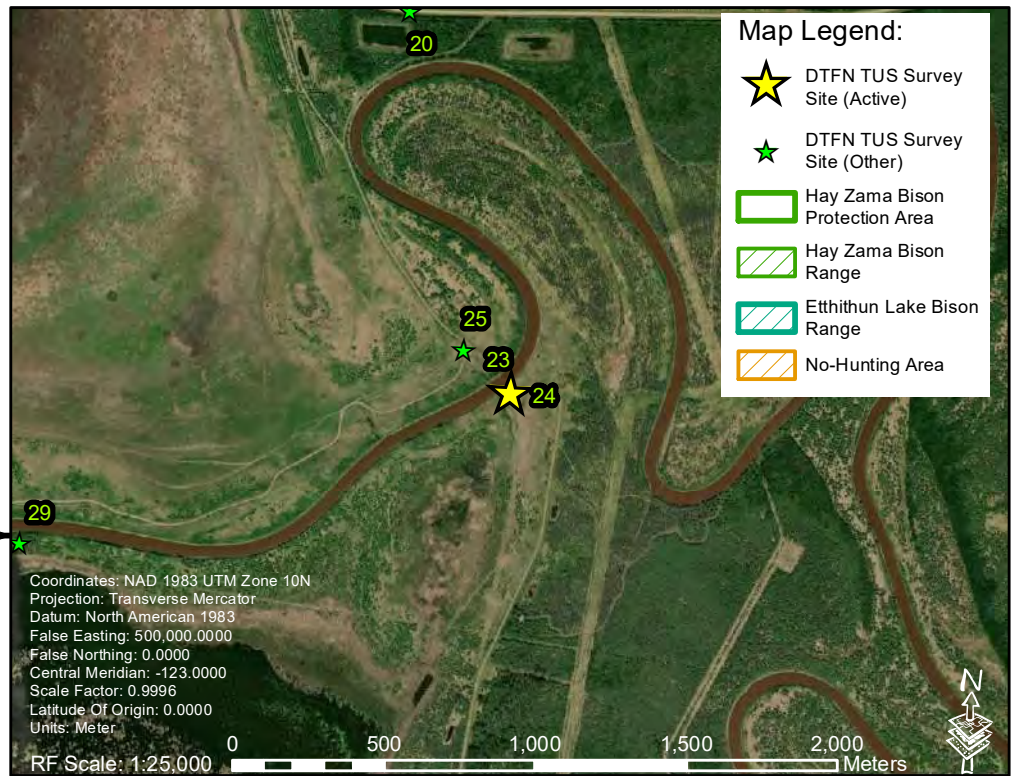 20
Map Legend:
DTFN TUS Survey
Site (Active)
DTFN TUS Survey
Site (Other)
Hay Zama Bison
Protection Area
Hay Zama Bison
Range
Etthithun Lake Bison
Range
No-Hunting Area
25
23
24
29
Coordinates: NAD 1983 UTM Zone 10N
Projection: Transverse Mercator
Datum: North American 1983
False Easting: 500,000.0000
False Northing: 0.0000
Central Meridian: -123.0000
Scale Factor: 0.9996
Latitude Of Origin: 0.0000
Units: Meter
N
0 500 1,000 1,500 2,000
RF Scale: 1:25,000 Meters